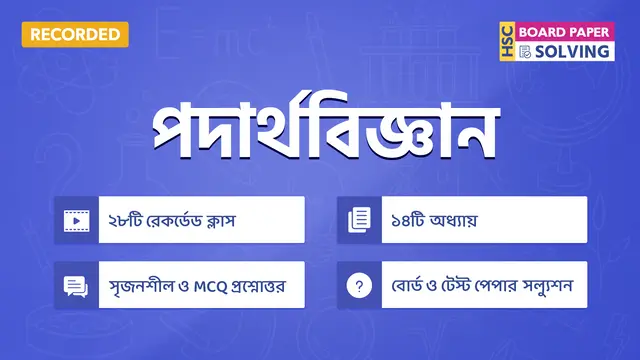 RECORDED
HSC
BOARD PAPER
SOLVING
পদার্থবিজ্ঞান
২৮টি রেকর্ডেড ক্লাস
১৪টি অধ্যায়
সৃজনশীল ও MCQ প্রশ্নোত্তর
?
বোর্ড ও টেস্ট পেপার সল্যুশন